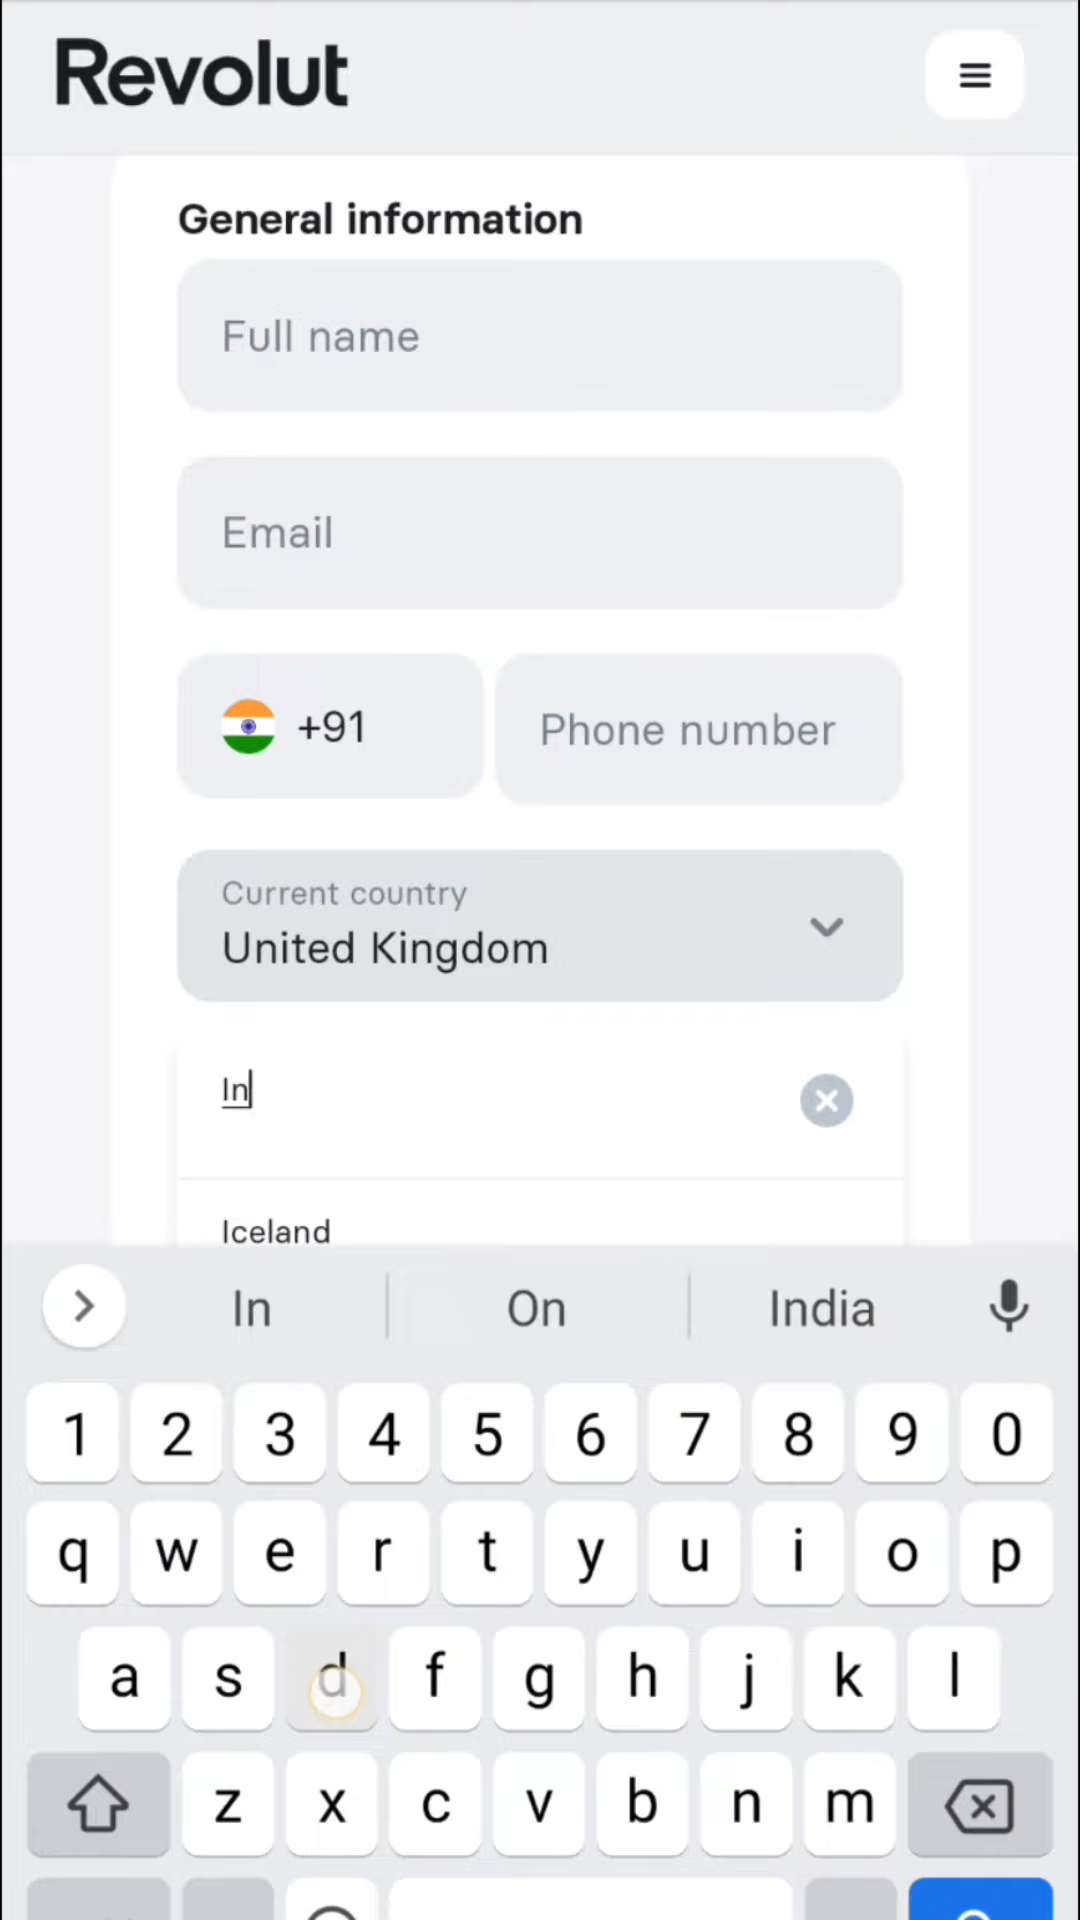 Revolut
General information
Full name
Email
+91
Phone number
Current country
United Kingdom
In
Iceland
In On India
1 2 3 4 5 6 7 8 9 0
q w e r t y u i o p
a s d f g h j k l
z x c v b n m